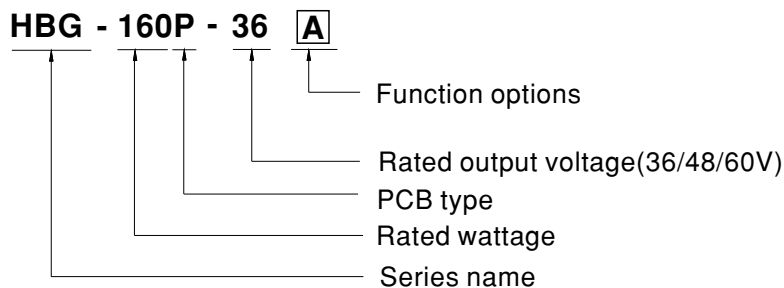 HBG - 160P - 36 A
Function options
Rated output voltage(36/48/60V)
PCB type
Rated wattage
Series name